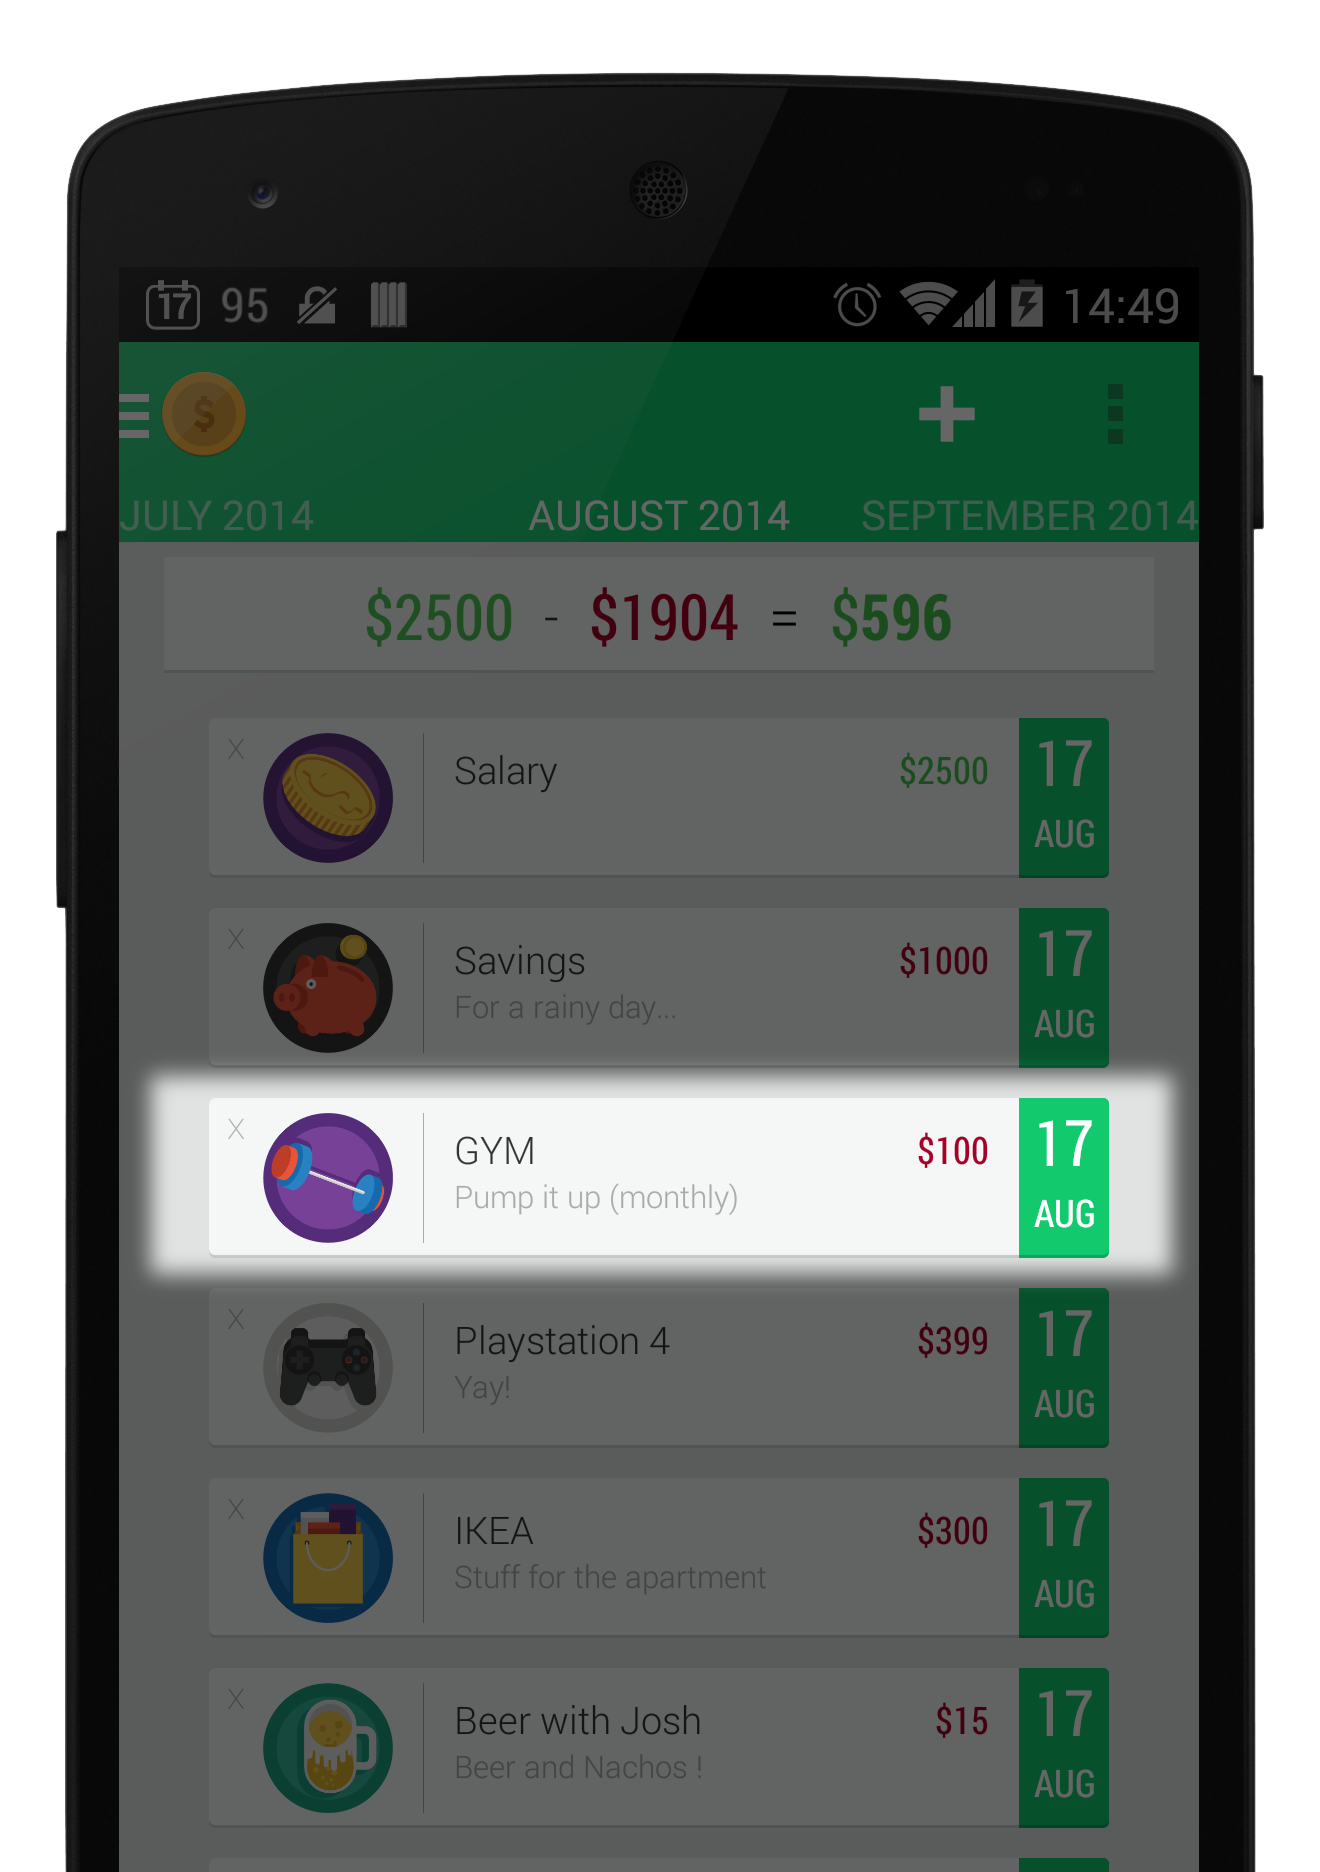 17 95 14:49
$
JULY 2014 AUGUST 2014 SEPTEMBER 2014
$2500 - $1904 = $596
X Salary $2500 17
AUG
X Savings $1000 17
For a rainy day... AUG
X GYM $100 17
Pump it up (monthly) AUG
X Playstation 4 $399 17
Yay! AUG
X IKEA $300 17
Stuff for the apartment AUG
X Beer with Josh $15 17
Beer and Nachos ! AUG